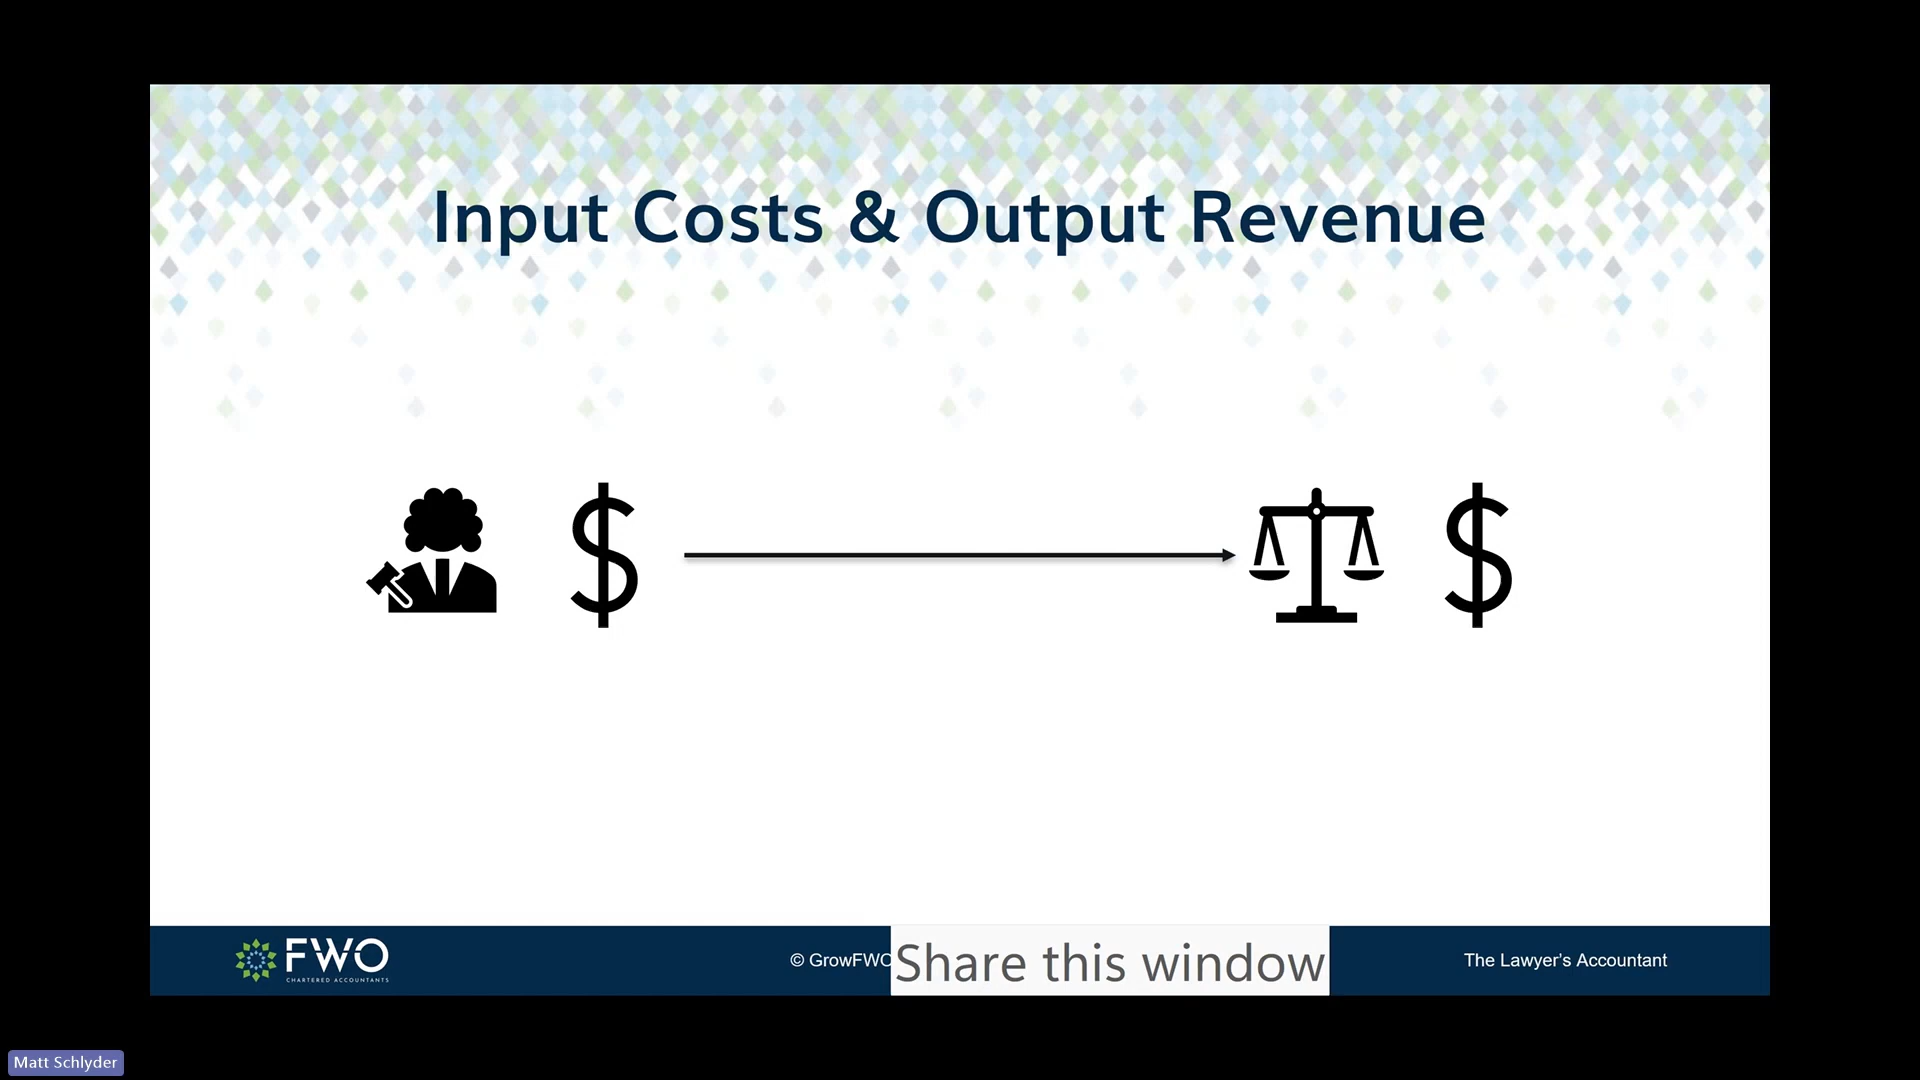 Input Costs & Output Revenue
$
$
FWO
CHARTERED ACCOUNTANTS
© GrowFWO
Share this window
The Lawyer's Accountant
Matt Schlyder